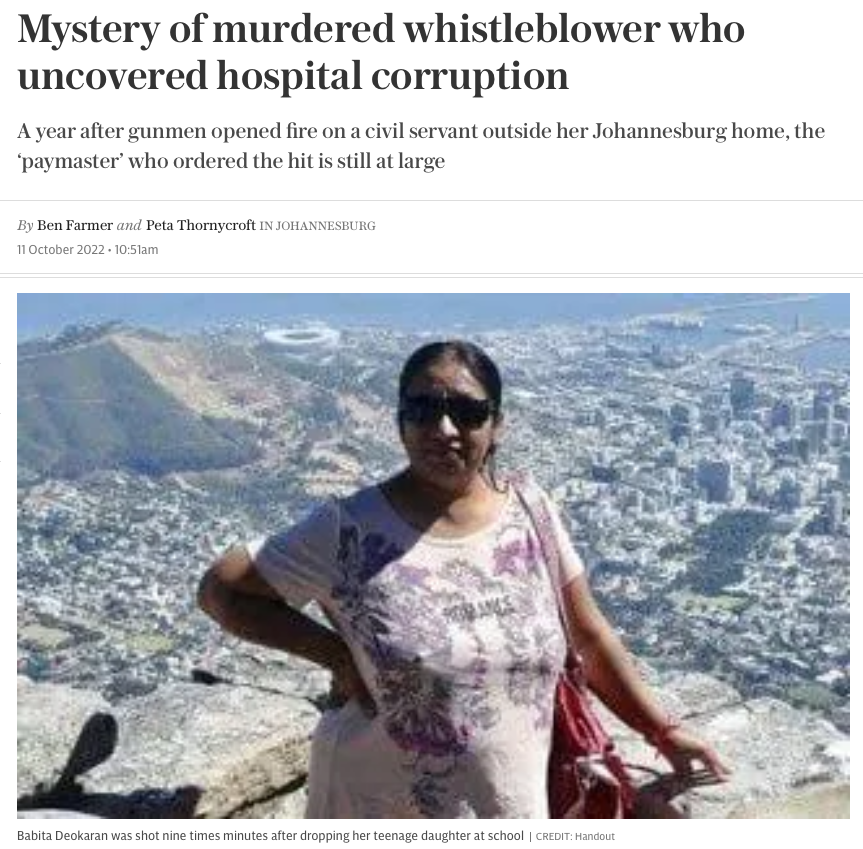 Mystery of murdered whistleblower who
uncovered hospital corruption
A year after gunmen opened fire on a civil servant outside her Johannesburg home, the
‘paymaster’ who ordered the hit is still at large
By Ben Farmer and Peta Thornycroft IN JOHANNESBURG
11 October 2022 • 10:51am
Babita Deokaran was shot nine times minutes after dropping her teenage daughter at school | CREDIT: Handout